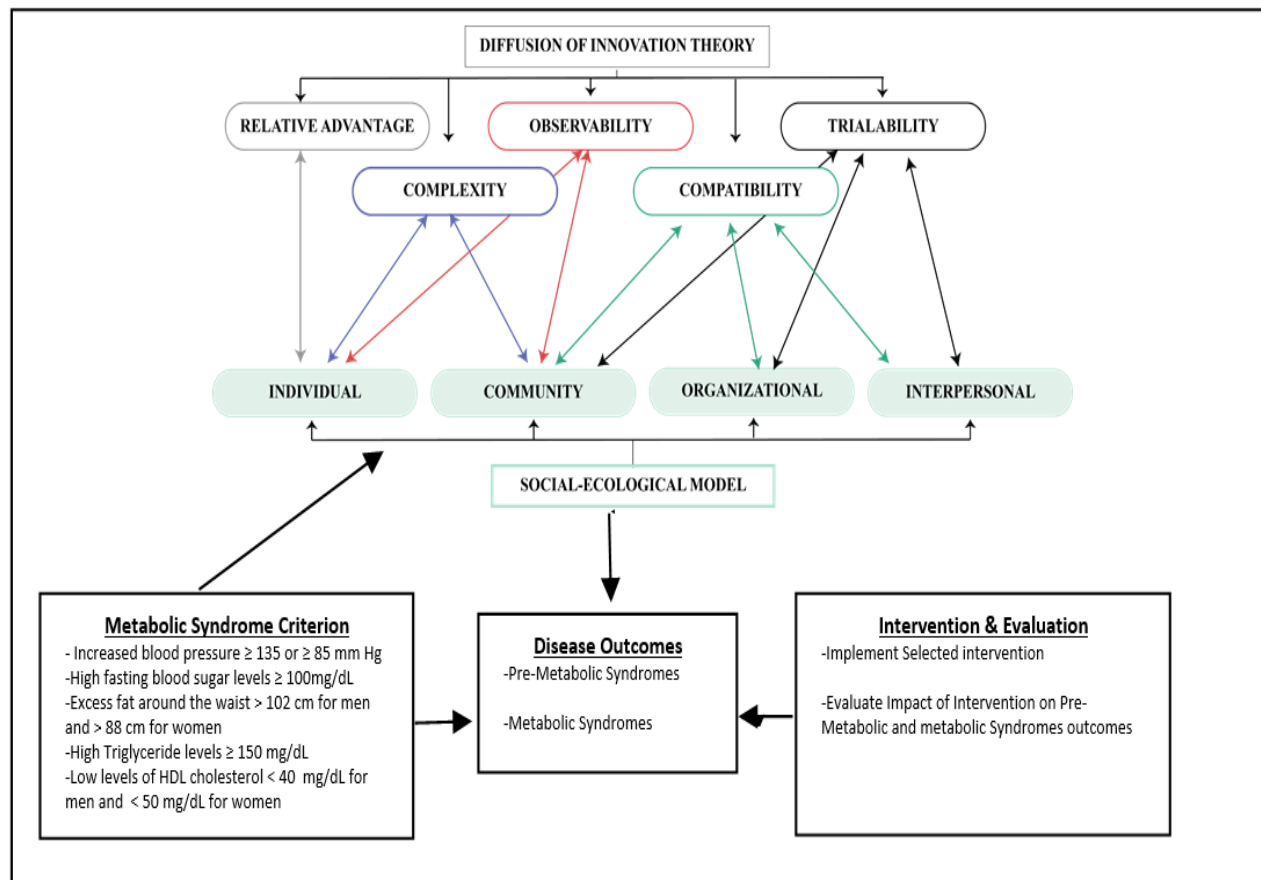 DIFFUSION OF INNOVATION THEORY
RELATIVE ADVANTAGE
OBSERVABILITY
TRIALABILITY
COMPLEXITY
COMPATIBILITY
INDIVIDUAL
COMMUNITY
ORGANIZATIONAL
INTERPERSONAL
SOCIAL-ECOLOGICAL MODEL
Metabolic Syndrome Criterion
- Increased blood pressure ≥ 135 or ≥ 85 mm Hg
-High fasting blood sugar levels ≥ 100mg/dL
-Excess fat around the waist > 102 cm for men
and > 88 cm for women
-High Triglyceride levels ≥ 150 mg/dL
-Low levels of HDL cholesterol < 40 mg/dL for
men and < 50 mg/dL for women
Disease Outcomes
-Pre-Metabolic Syndromes
-Metabolic Syndromes
Intervention & Evaluation
-Implement Selected intervention
-Evaluate Impact of Intervention on Pre-
Metabolic and metabolic Syndromes outcomes